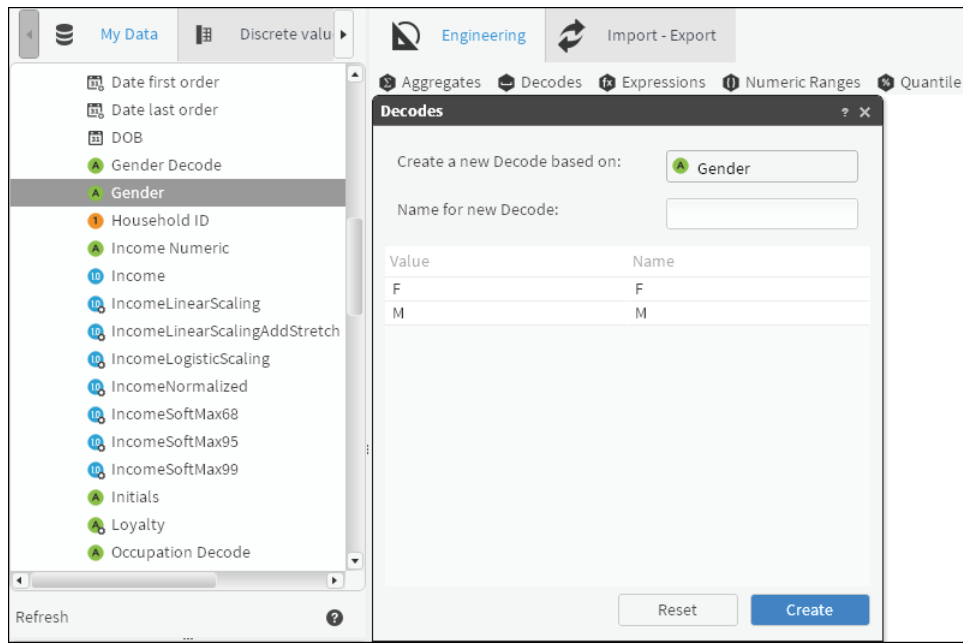 My Data
Discrete valu
Engineering
Import - Export
Date first order
Date last order
DOB
Gender Decode
Gender
Household ID
Income Numeric
Income
IncomeLinearScaling
IncomeLinearScalingAddStretch
IncomeLogisticScaling
IncomeNormalized
IncomeSoftMax68
IncomeSoftMax95
IncomeSoftMax99
Initials
Loyalty
Occupation Decode
Refresh
Aggregates Decodes Expressions Numeric Ranges Quantile
Decodes
Create a new Decode based on: Gender
Name for new Decode:
Value Name
F F
M M
Reset Create